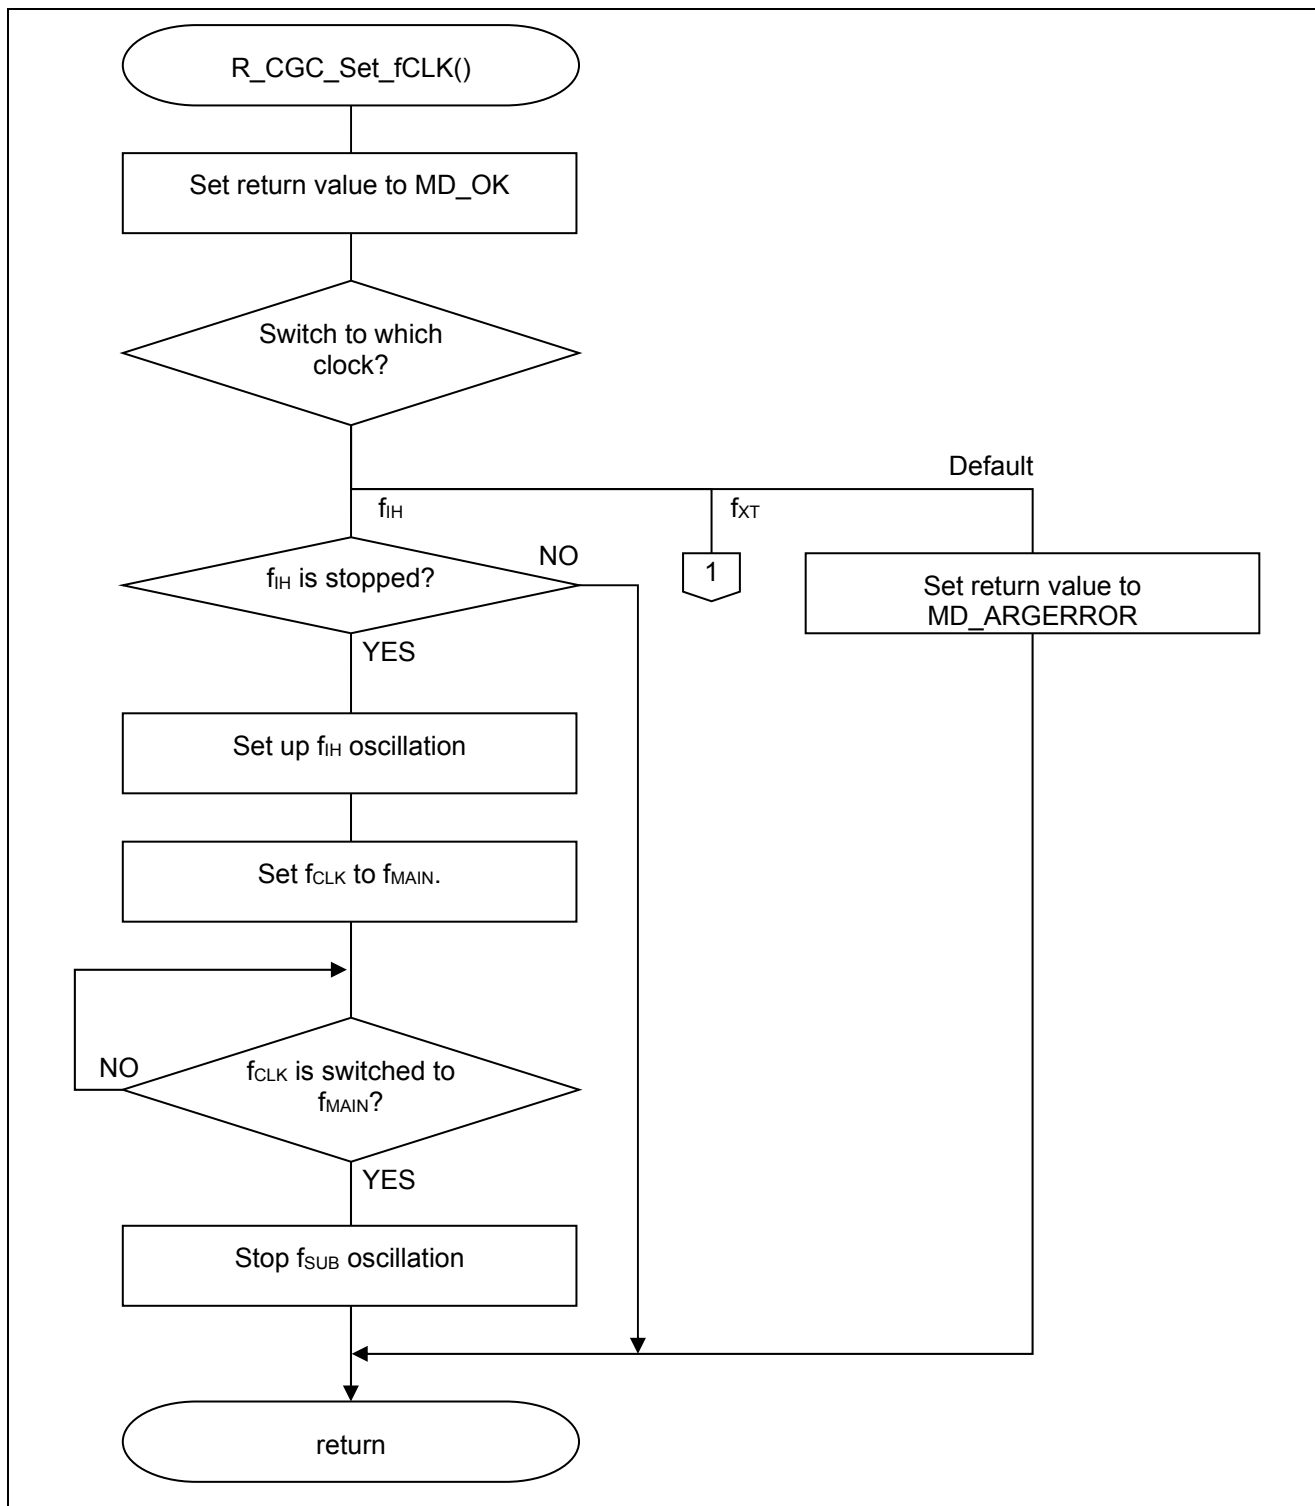 R_CGC_Set_fCLK()
Set return value to MD_OK
Switch to which
clock?
Default
fIH
fXT
fIH is stopped?
NO
1
Set return value to
MD_ARGERROR
YES
Set up fIH oscillation
Set fCLK to fMAIN.
NO
fCLK is switched to
fMAIN?
YES
Stop fSUB oscillation
return